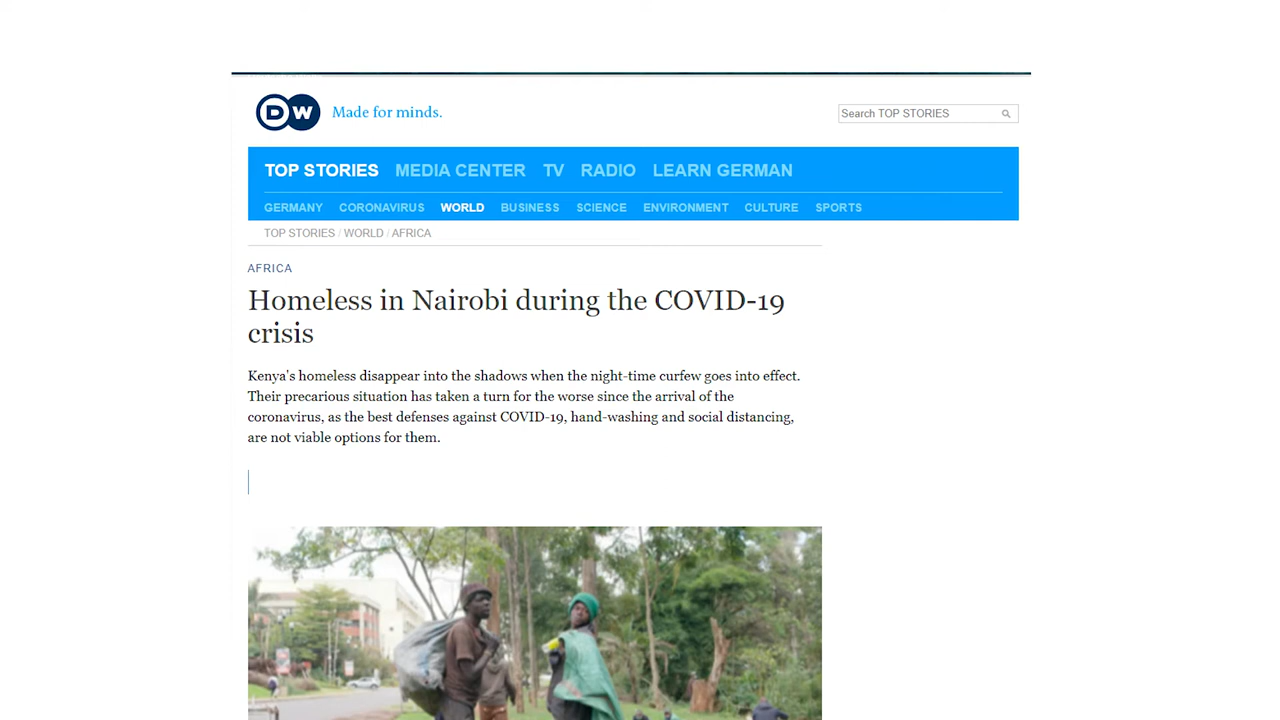 DW Made for minds.
Search TOP STORIES
TOP STORIES MEDIA CENTER TV RADIO LEARN GERMAN
GERMANY CORONAVIRUS WORLD BUSINESS SCIENCE ENVIRONMENT CULTURE SPORTS
TOP STORIES / WORLD / AFRICA
AFRICA
Homeless in Nairobi during the COVID-19
crisis
Kenya's homeless disappear into the shadows when the night-time curfew goes into effect.
Their precarious situation has taken a turn for the worse since the arrival of the
coronavirus, as the best defenses against COVID-19, hand-washing and social distancing,
are not viable options for them.